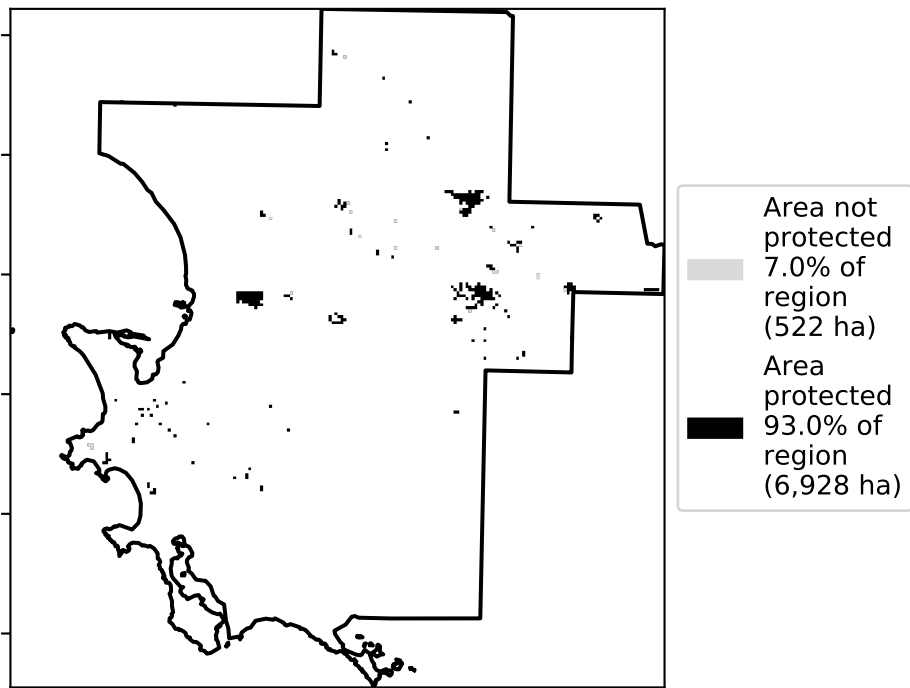 Area not
protected
7.0% of
region
(522 ha)
Area
protected
93.0% of
region
(6,928 ha)